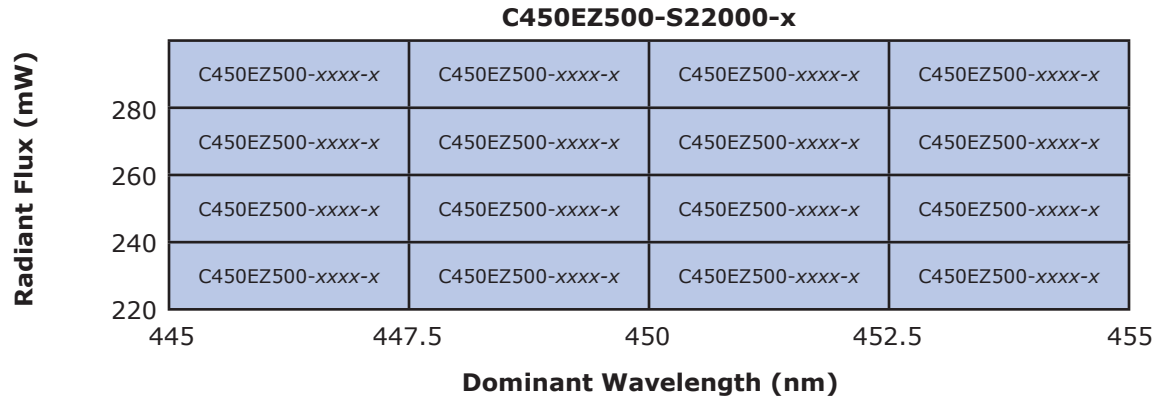 C450EZ500-S22000-x
Radiant Flux (mW)
C450EZ500-xxxx-x C450EZ500-xxxx-x C450EZ500-xxxx-x C450EZ500-xxxx-x
280
C450EZ500-xxxx-x C450EZ500-xxxx-x C450EZ500-xxxx-x C450EZ500-xxxx-x
260
C450EZ500-xxxx-x C450EZ500-xxxx-x C450EZ500-xxxx-x C450EZ500-xxxx-x
240
C450EZ500-xxxx-x C450EZ500-xxxx-x C450EZ500-xxxx-x C450EZ500-xxxx-x
220
445 447.5 450 452.5 455
Dominant Wavelength (nm)